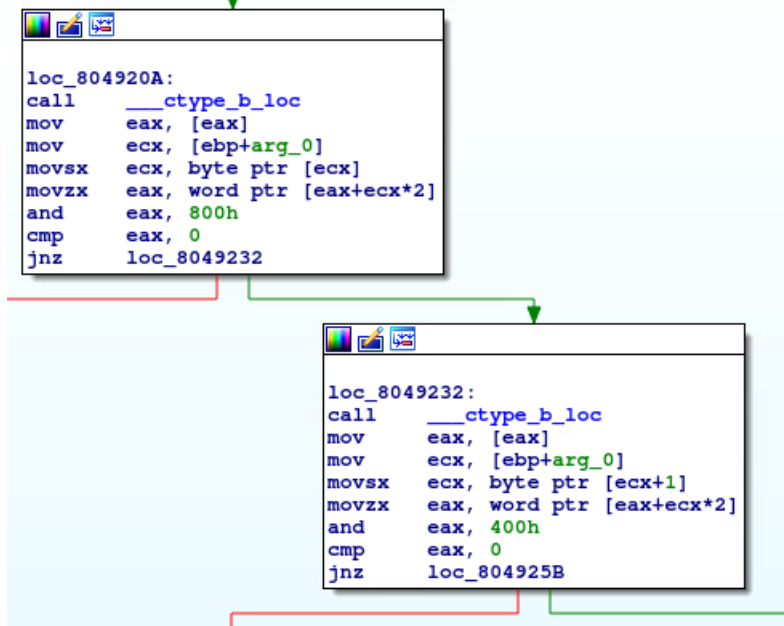 loc_804920A:
call ___ctype_b_loc
mov eax, [eax]
mov ecx, [ebp+arg_0]
movsx ecx, byte ptr [ecx]
movzx eax, word ptr [eax+ecx*2]
and eax, 800h
cmp eax, 0
jnz loc_8049232
loc_8049232:
call ___ctype_b_loc
mov eax, [eax]
mov ecx, [ebp+arg_0]
movsx ecx, byte ptr [ecx+1]
movzx eax, word ptr [eax+ecx*2]
and eax, 400h
cmp eax, 0
jnz loc_804925B